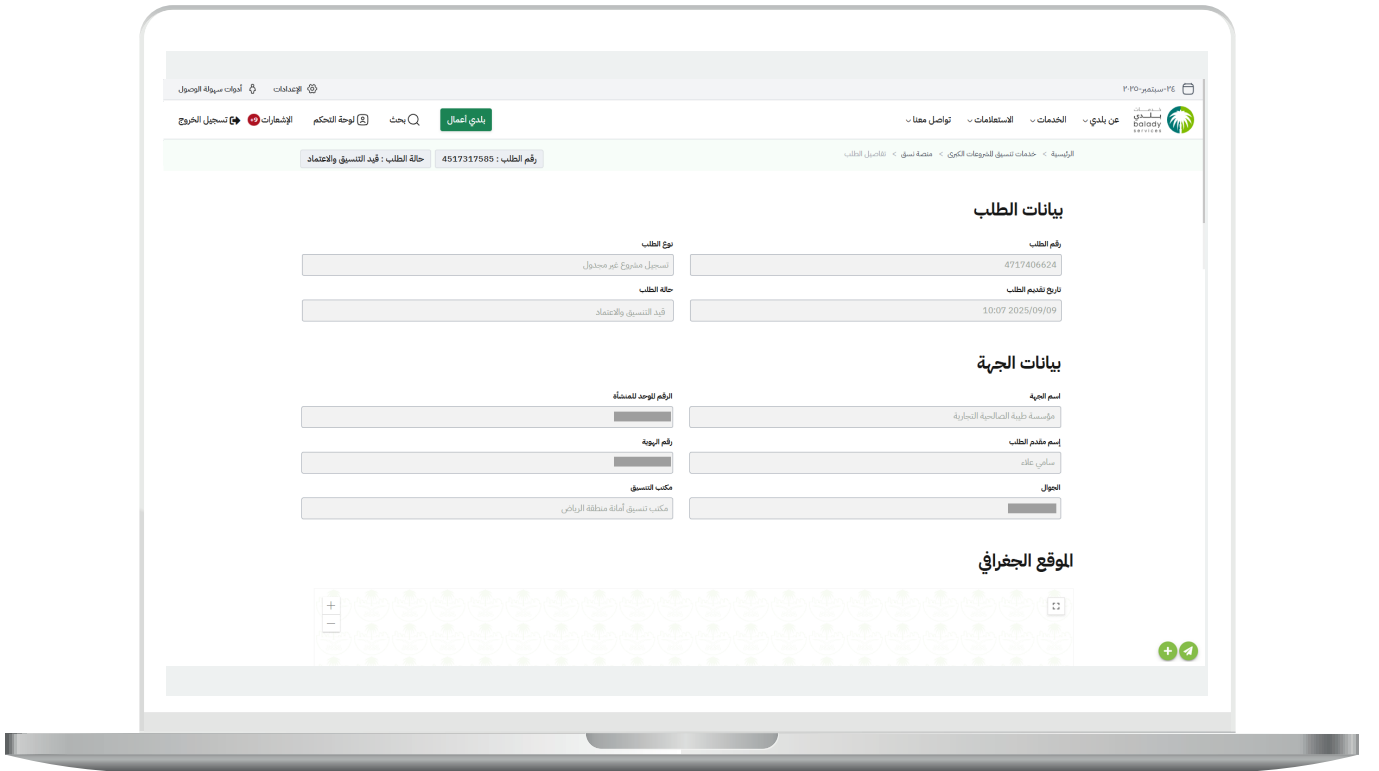 ٢٤-سبتمبر-٢٠٢٥
الإعدادات
أدوات سهولة الوصول
خدمات
بلدي
balady
services
عن بلدي
الخدمات
الاستعلامات
تواصل معنا
بلدي أعمال
بحث
لوحة التحكم
الإشعارات
+9
تسجيل الخروج
الرئيسية > خدمات تنسيق المشروعات الكبرى > منصة نسق > تفاصيل الطلب
رقم الطلب : 4517317585
حالة الطلب : قيد التنسيق والاعتماد
بيانات الطلب
رقم الطلب
نوع الطلب
4717406624
تسجيل مشروع غير مجدول
تاريخ تقديم الطلب
حالة الطلب
10:07 2025/09/09
قيد التنسيق والاعتماد
بيانات الجهة
اسم الجهة
الرقم الموحد للمنشأة
مؤسسة طيبة الصالحية التجارية
إسم مقدم الطلب
رقم الهوية
سامي علاء
الجوال
مكتب التنسيق
مكتب تنسيق أمانة منطقة الرياض
الموقع الجغرافي